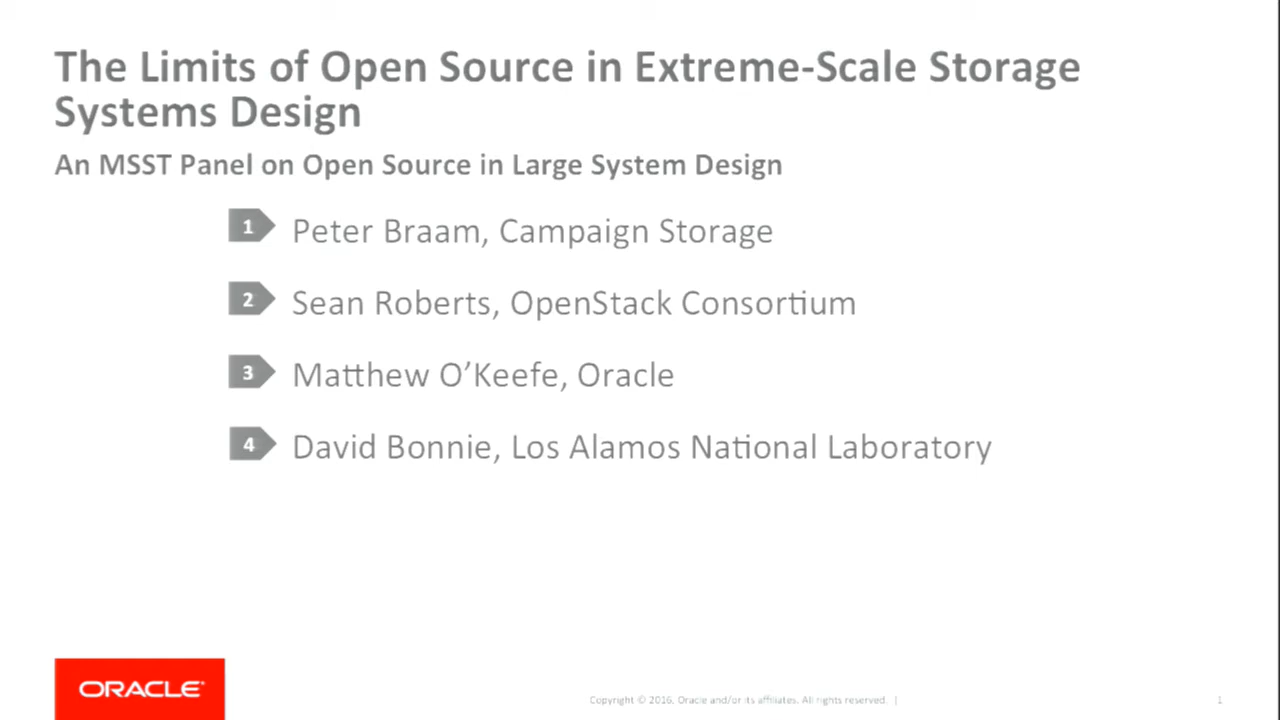 The Limits of Open Source in Extreme-Scale Storage
Systems Design
An MSST Panel on Open Source in Large System Design
1 Peter Braam, Campaign Storage
2 Sean Roberts, OpenStack Consortium
3 Matthew O’Keefe, Oracle
4 David Bonnie, Los Alamos National Laboratory
ORACLE®
Copyright © 2016, Oracle and/or its affiliates. All rights reserved. |
1